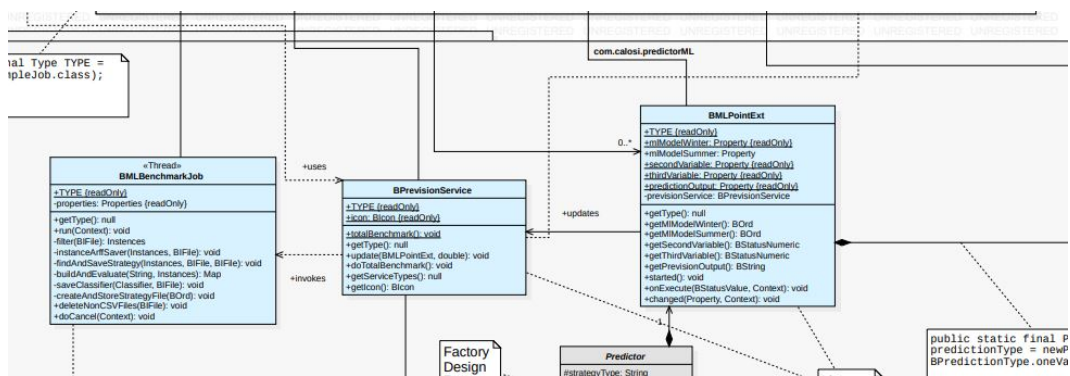 UNREGISTERED UNREGISTERED UNREGISTERED UNREGISTERED
nal Type TYPE =
mpleJob.class);
com.calosi.predictorML
«Thread»
BMLBenchmarkJob
+TYPE {readOnly}
-properties: Properties {readOnly}
+getType(): null
+run(Context): void
-filter(BIFile): Instences
-instanceArffSaver(Instances, BIFile): void
-findAndSaveStrategy(Instances, BIFile, BIFile): void
-buildAndEvaluate(String, Instances): Map
-saveClassifier(Classifier, BIFile): void
-createAndStoreStrategyFile(BOrd): void
+deleteNonCSVFiles(BIFile): void
+doCancel(Context): void
+uses
+invokes
BPrevisionService
+TYPE {readOnly}
+icon: BIcon {readOnly}
+totalBenchmark(): void
+getType(): null
+update(BMLPointExt, double): void
+doTotalBenchmark(): void
+getServiceTypes(): null
+getIcon(): BIcon
0..*
+updates
BMLPointExt
+TYPE {readOnly}
+mlModelWinter: Property {readOnly}
+mlModelSummer: Property
+secondVariable: Property {readOnly}
+thirdVariable: Property {readOnly}
+predictionOutput: Property {readOnly}
-previsionService: BPrevisionService
+getType(): null
+getMlModelWinter(): BOrd
+getMlModelSummer(): BOrd
+getSecondVariable(): BStatusNumeric
+getThirdVariable(): BStatusNumeric
+getPrevisionOutput(): BString
+started(): void
+onExecute(BStatusValue, Context): void
+changed(Property, Context): void
1
Factory
Design
Predictor
#strategyType: String
public static final P
predictionType = newP
BPredictionType.oneVa